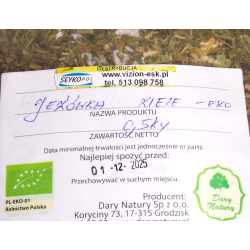 DYSTRYBUCJA
SEYKO s.c. www.vizion-esk.pl
tel. 513 098 758
JEŻÓWKA ZIELE - EKO
NAZWA PRODUKTU
0,5kg
ZAWARTOŚĆ NETTO
Data minimalnej trwałości jest jednocześnie nr partii.
Najlepiej spożyć przed:
01 -12- 2025
Przechowywać w suchym miejscu.
PL-EKO-01
Rolnictwo Polska
Producent:
Dary Natury Sp z o.o.
Koryciny 73, 17-315 Grodzisk
Dary Natury